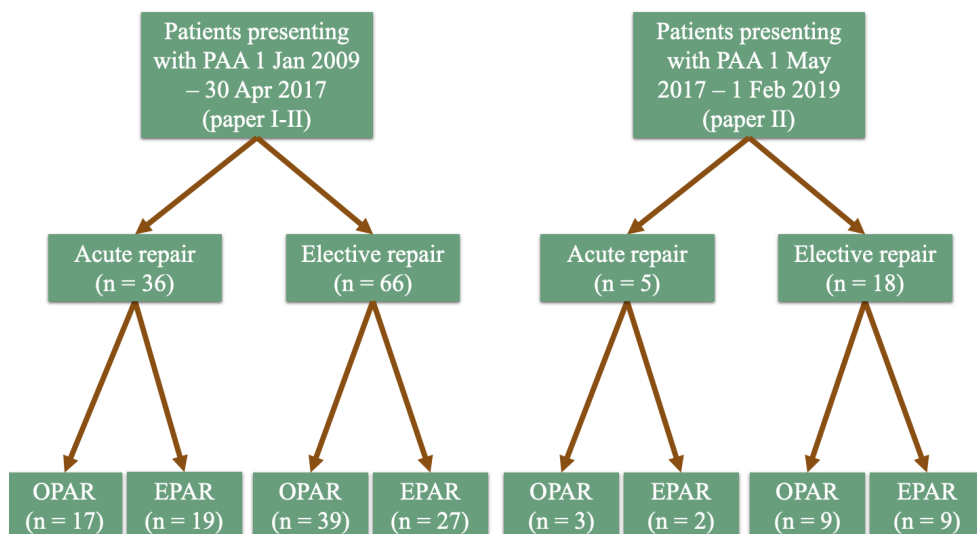 Patients presenting
with PAA 1 Jan 2009
– 30 Apr 2017
(paper I-II)
Patients presenting
with PAA 1 May
2017 – 1 Feb 2019
(paper II)
Acute repair
(n = 36)
Elective repair
(n = 66)
Acute repair
(n = 5)
Elective repair
(n = 18)
OPAR
(n = 17)
EPAR
(n = 19)
OPAR
(n = 39)
EPAR
(n = 27)
OPAR
(n = 3)
EPAR
(n = 2)
OPAR
(n = 9)
EPAR
(n = 9)